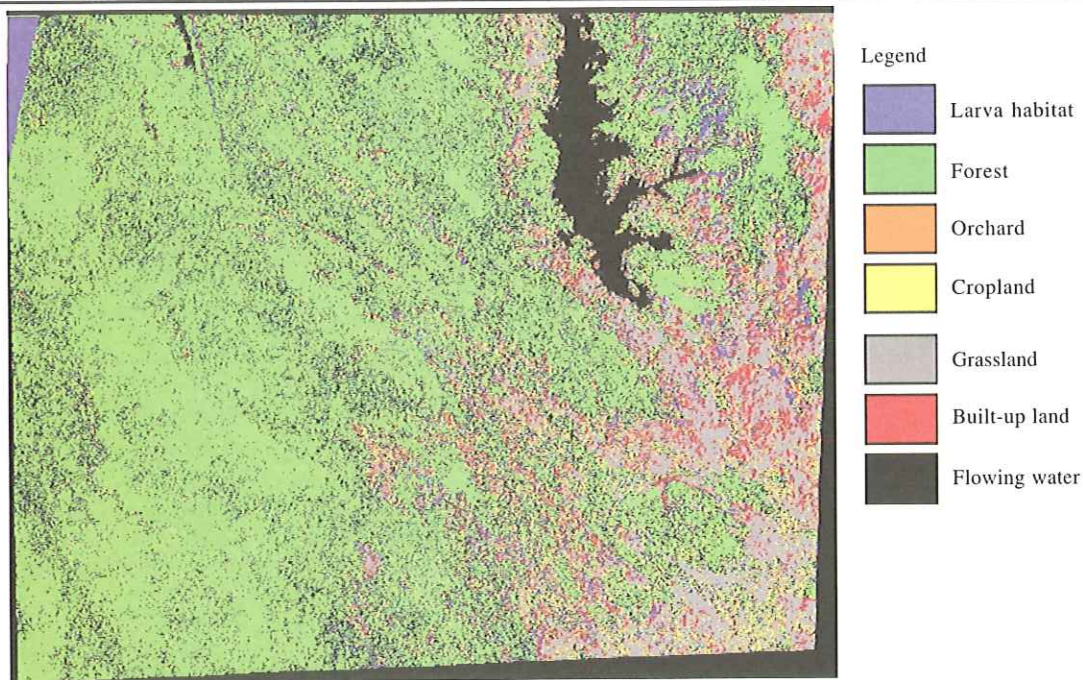 Legend
Larva habitat
Forest
Orchard
Cropland
Grassland
Built-up land
Flowing water